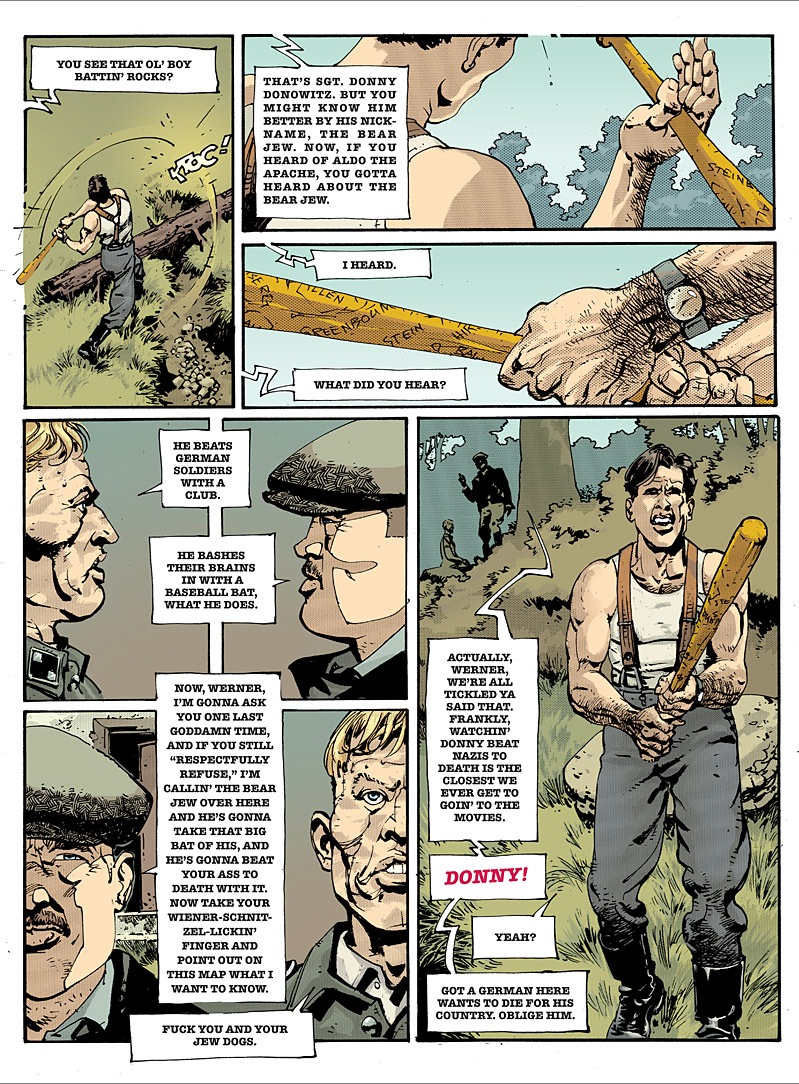 YOU SEE THAT OL' BOY
BATTIN' ROCKS?
KROC!
THAT'S SGT. DONNY
DONOWITZ. BUT YOU
MIGHT KNOW HIM
BETTER BY HIS NICK-
NAME, THE BEAR
JEW. NOW, IF YOU
HEARD OF ALDO THE
APACHE, YOU GOTTA
HEARD ABOUT THE
BEAR JEW.
I HEARD.
LILLEN
GREENBOUM
STEIN
WHAT DID YOU HEAR?
HE BEATS
GERMAN
SOLDIERS
WITH A
CLUB.
HE BASHES
THEIR BRAINS
IN WITH A
BASEBALL BAT,
WHAT HE DOES.
NOW, WERNER,
I'M GONNA ASK
YOU ONE LAST
GODDAMN TIME,
AND IF YOU STILL
"RESPECTFULLY
REFUSE," I'M
CALLIN' THE BEAR
JEW OVER HERE
AND HE'S GONNA
TAKE THAT BIG
BAT OF HIS, AND
HE'S GONNA BEAT
YOUR ASS TO
DEATH WITH IT.
NOW TAKE YOUR
WIENER-SCHNIT-
ZEL-LICKIN'
FINGER AND
POINT OUT ON
THIS MAP WHAT I
WANT TO KNOW.
FUCK YOU AND YOUR
JEW DOGS.
ACTUALLY,
WERNER,
WE'RE ALL
TICKLED YA
SAID THAT.
FRANKLY,
WATCHIN'
DONNY BEAT
NAZIS TO
DEATH IS THE
CLOSEST WE
EVER GET TO
GOIN' TO THE
MOVIES.
DONNY!
YEAH?
GOT A GERMAN HERE
WANTS TO DIE FOR HIS
COUNTRY. OBLIGE HIM.